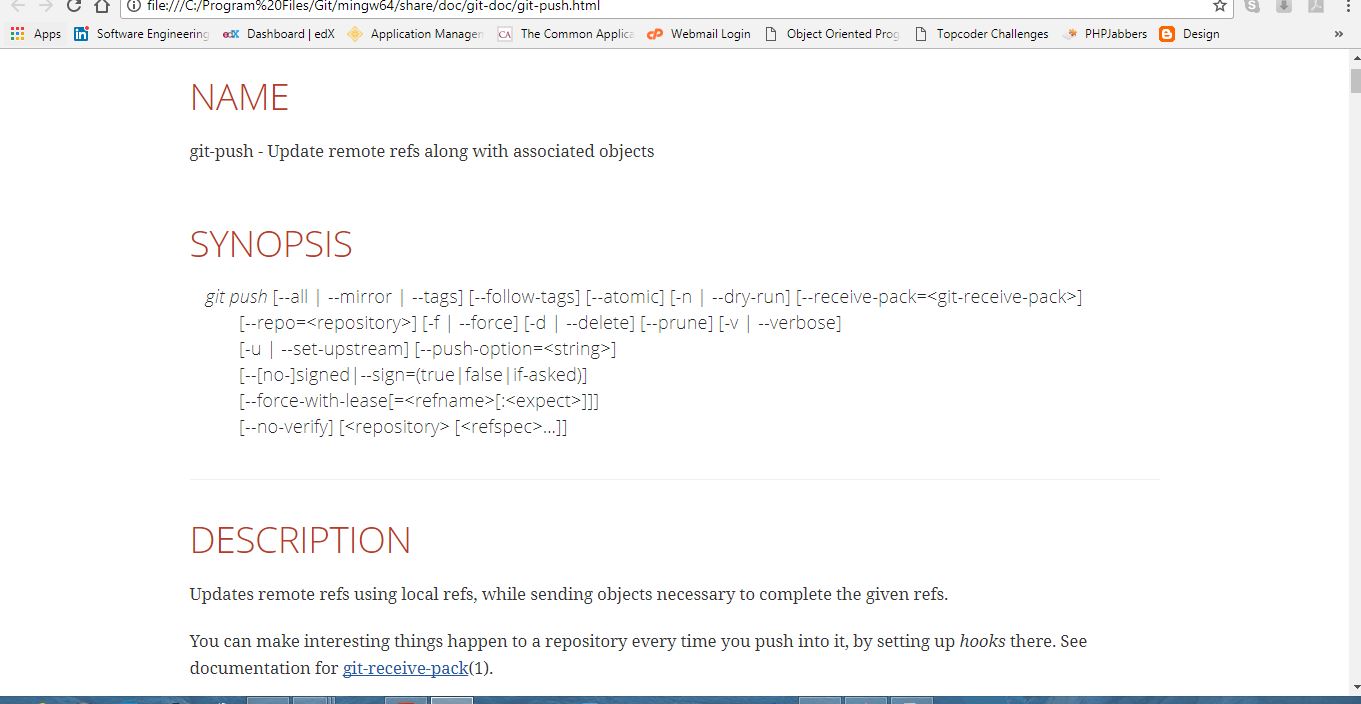 file:///C:/Program%20Files/Git/mingw64/share/doc/git-doc/git-push.html
Apps Software Engineering Dashboard | edX Application Managen CA The Common Applica Webmail Login Object Oriented Prog Topcoder Challenges PHPJabbers Design »
NAME
git-push - Update remote refs along with associated objects
SYNOPSIS
git push [--all | --mirror | --tags] [--follow-tags] [--atomic] [-n | --dry-run] [--receive-pack=<git-receive-pack>]
[--repo=<repository>] [-f | --force] [-d | --delete] [--prune] [-v | --verbose]
[-u | --set-upstream] [--push-option=<string>]
[--[no-]signed|--sign=(true|false|if-asked)]
[--force-with-lease[=<refname>[:<expect>]]]
[--no-verify] [<repository> [<refspec>...]]
DESCRIPTION
Updates remote refs using local refs, while sending objects necessary to complete the given refs.
You can make interesting things happen to a repository every time you push into it, by setting up hooks there. See
documentation for git-receive-pack(1).